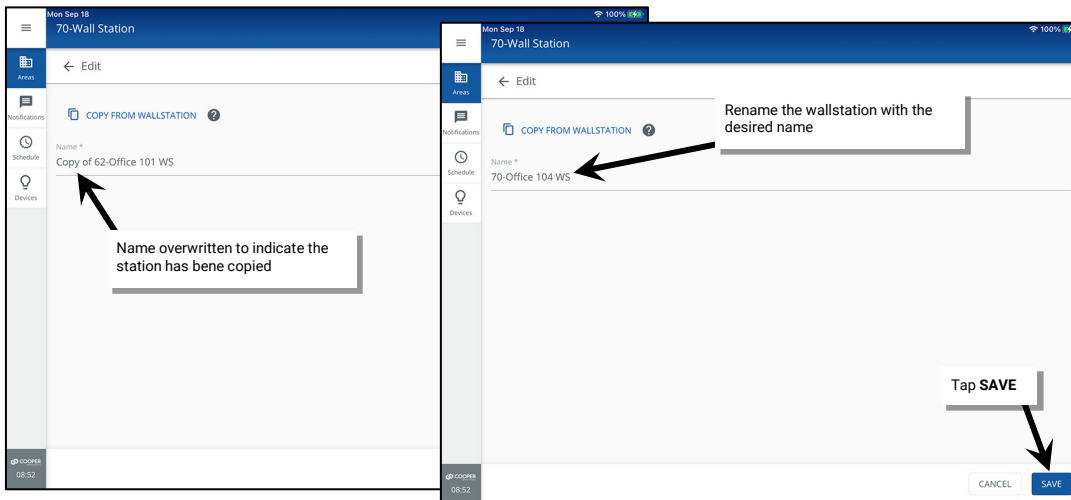 Mon Sep 18
100%
70-Wall Station
Areas
Edit
Notifications
COPY FROM WALLSTATION ?
Schedule
Name *
Copy of 62-Office 101 WS
Devices
Name overwritten to indicate the
station has bene copied
COOPER
08:52
Mon Sep 18
100%
70-Wall Station
Areas
Edit
Rename the wallstation with the
desired name
Notifications
COPY FROM WALLSTATION ?
Schedule
Name *
70-Office 104 WS
Devices
Tap SAVE
COOPER
08:52
CANCEL
SAVE